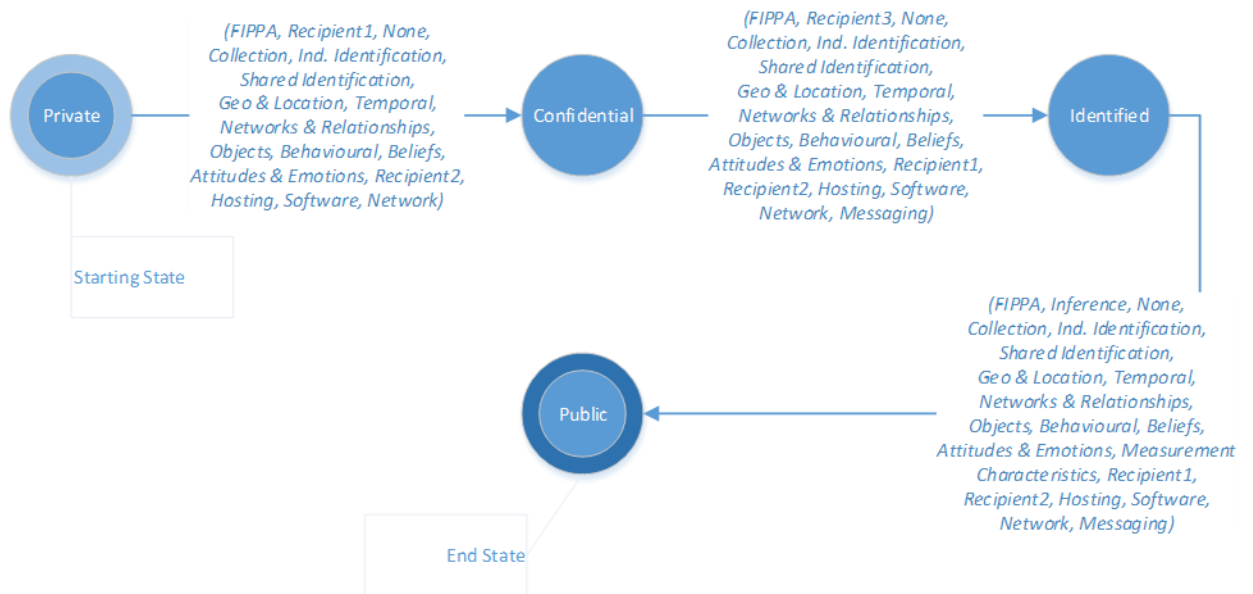 Private
(FIPPA, Recipient1, None,
Collection, Ind. Identification,
Shared Identification,
Geo & Location, Temporal,
Networks & Relationships,
Objects, Behavioural, Beliefs,
Attitudes & Emotions, Recipient2,
Hosting, Software, Network)
Confidential
(FIPPA, Recipient3, None,
Collection, Ind. Identification,
Shared Identification,
Geo & Location, Temporal,
Networks & Relationships,
Objects, Behavioural, Beliefs,
Attitudes & Emotions, Recipient1,
Recipient2, Hosting, Software,
Network, Messaging)
Identified
Starting State
(FIPPA, Inference, None,
Collection, Ind. Identification,
Shared Identification,
Geo & Location, Temporal,
Networks & Relationships,
Objects, Behavioural, Beliefs,
Attitudes & Emotions, Measurement
Characteristics, Recipient1,
Recipient2, Hosting, Software,
Network, Messaging)
Public
End State